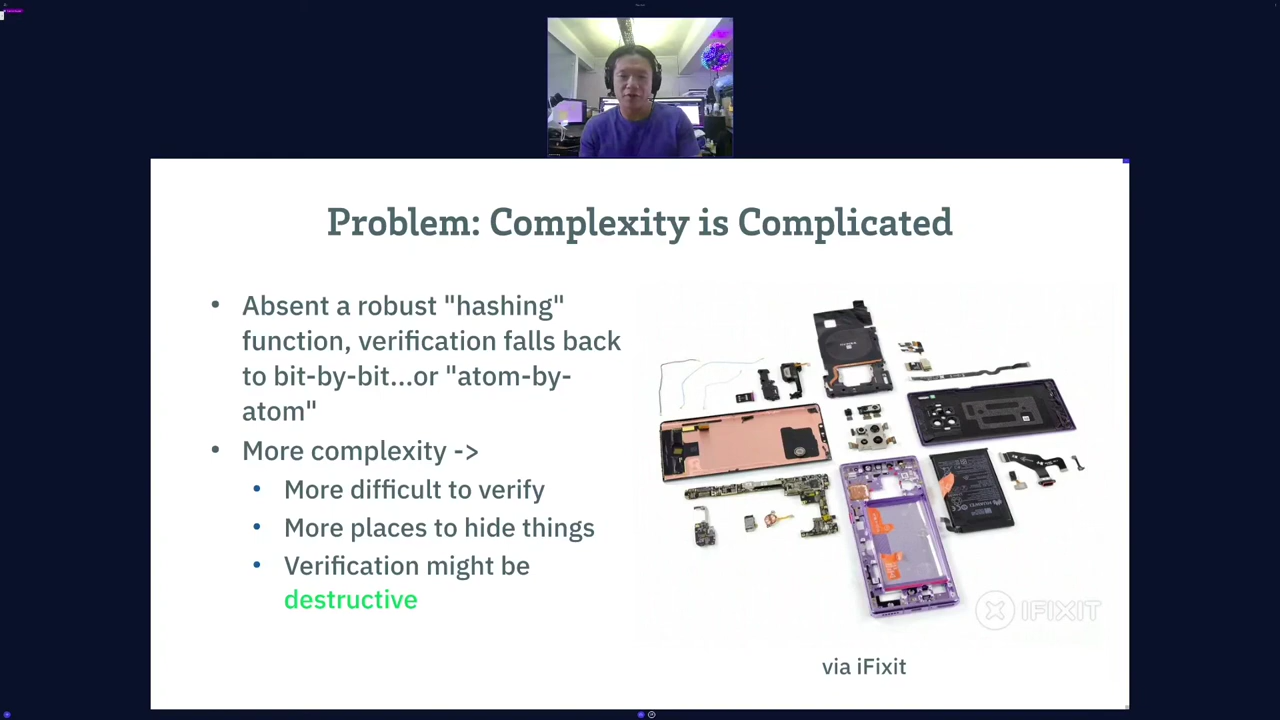 Problem: Complexity is Complicated
• Absent a robust "hashing"
function, verification falls back
to bit-by-bit...or "atom-by-
atom"
• More complexity ->
• More difficult to verify
• More places to hide things
• Verification might be
destructive
IFIXIT
via iFixit